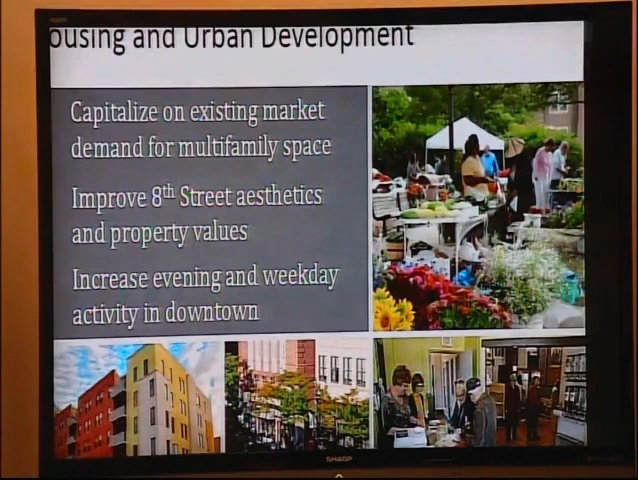 ousing and Urban Development
Capitalize on existing market
demand for multifamily space
Improve 8th Street aesthetics
and property values
Increase evening and weekday
activity in downtown
SHARP